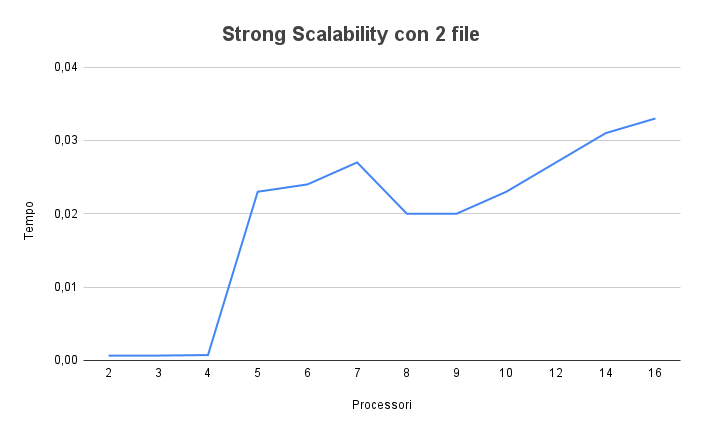 Strong Scalability con 2 file
0,04
0,03
0,02
0,01
0,00
Tempo
2 3 4 5 6 7 8 9 10 12 14 16
Processori